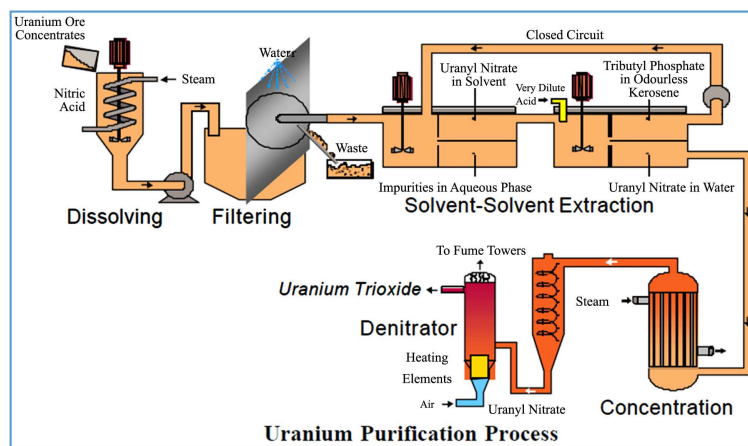 Uranium Ore
Concentrates
Nitric
Acid
Steam
Water
Waste
Dissolving
Filtering
Closed Circuit
Uranyl Nitrate
in Solvent
Very Dilute
Acid
Tributyl Phosphate
in Odourless
Kerosene
Impurities in Aqueous Phase
Uranyl Nitrate in Water
Solvent-Solvent Extraction
To Fume Towers
Uranium Trioxide
Denitrator
Heating
Elements
Air
Uranyl Nitrate
Steam
Concentration
Uranium Purification Process